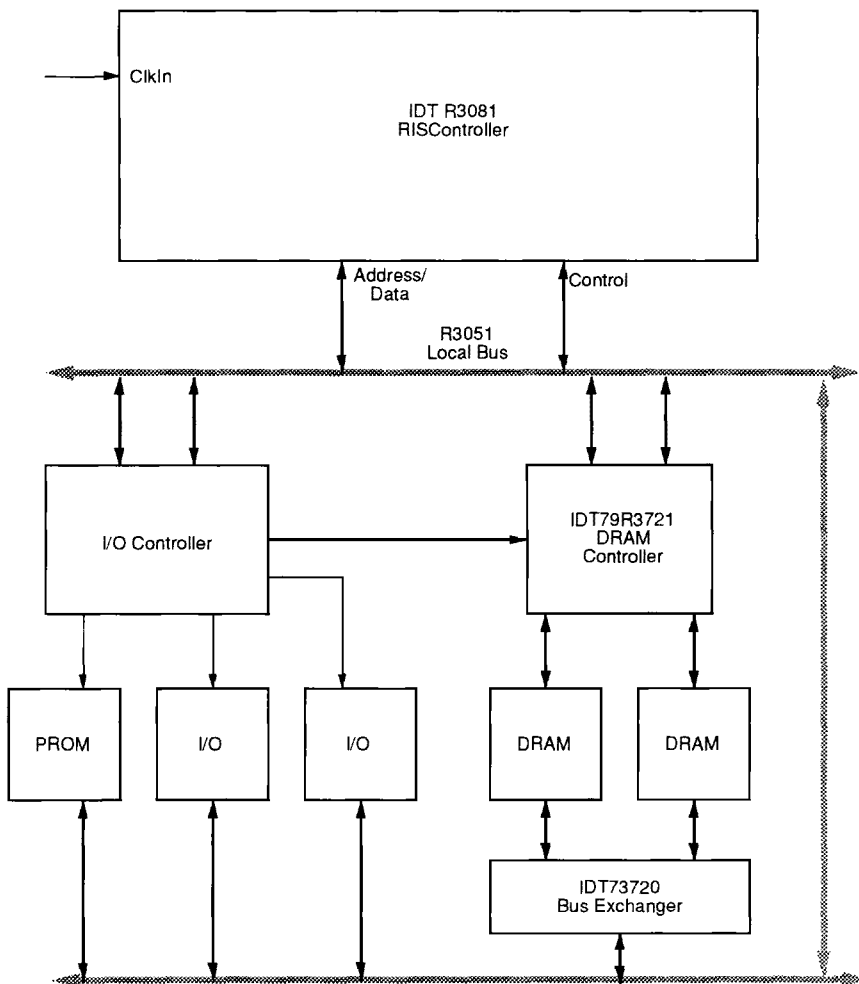 ClkIn
IDT R3081
RISController
Address/
Data
Control
R3051
Local Bus
I/O Controller
IDT79R3721
DRAM
Controller
PROM
I/O
I/O
DRAM
DRAM
IDT73720
Bus Exchanger